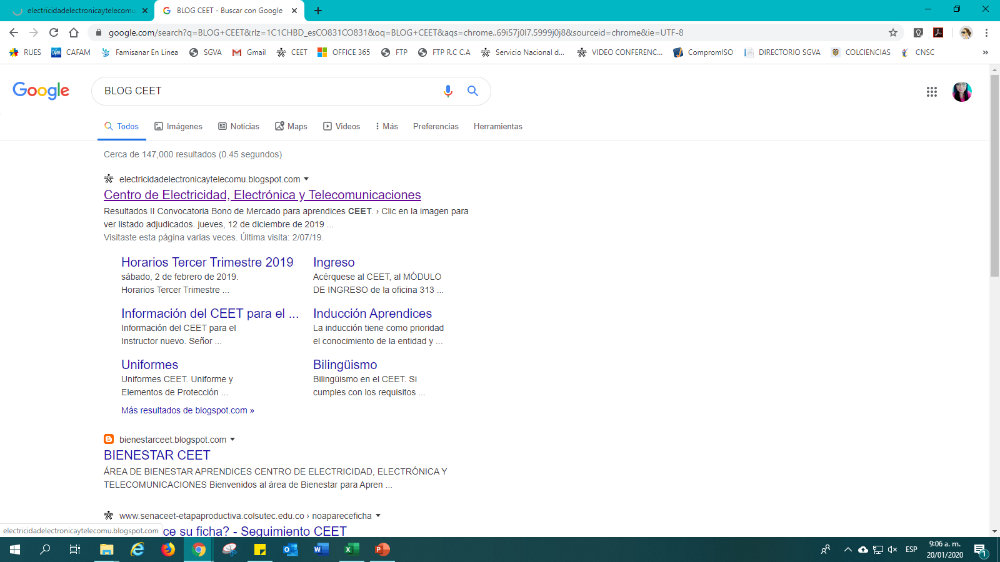 electricidadelectronicaytelecomu
BLOG CEET - Buscar con Google
google.com/search?q=BLOG+CEET&rlz=1C1CHBD_esCO831CO831&oq=BLOG+CEET&aqs=chrome..69i57j0l7.5999j0j8&sourceid=chrome&ie=UTF-8
RUES CAFAM Famisanar En Linea SGVA Gmail CEET OFFICE 365 FTP FTP R.C C.A Servicio Nacional d... VIDEO CONFERENC... CompromISO DIRECTORIO SGVA COLCIENCIAS CNSC »
Google
BLOG CEET
Todos Imágenes Noticias Maps Videos Más Preferencias Herramientas
Cerca de 147,000 resultados (0.45 segundos)
electricidadelectronicaytelecomu.blogspot.com
Centro de Electricidad, Electrónica y Telecomunicaciones
Resultados II Convocatoria Bono de Mercado para aprendices CEET. › Clic en la imagen para
ver listado adjudicados. jueves, 12 de diciembre de 2019 ...
Visitaste esta página varias veces. Última visita: 2/07/19.
Horarios Tercer Trimestre 2019
sábado, 2 de febrero de 2019.
Horarios Tercer Trimestre ...
Ingreso
Acérquese al CEET, al MÓDULO
DE INGRESO de la oficina 313 ...
Información del CEET para el ...
Información del CEET para el
Instructor nuevo. Señor ...
Inducción Aprendices
La inducción tiene como prioridad
el conocimiento de la entidad y ...
Uniformes
Uniformes CEET. Uniforme y
Elementos de Protección ...
Bilingüismo
Bilingüismo en el CEET. Si
cumples con los requisitos ...
Más resultados de blogspot.com »
bienestarceet.blogspot.com
BIENESTAR CEET
ÁREA DE BIENESTAR APRENDICES CENTRO DE ELECTRICIDAD, ELECTRÓNICA Y
TELECOMUNICACIONES Bienvenidos al área de Bienestar para Apren ...
www.senaceet-etapaproductiva.colsutec.edu.co › noapareceficha
ce su ficha? - Seguimiento CEET
electricidadelectronicaytelecomu.blogspot.com
ESP
9:06 a. m.
20/01/2020
1